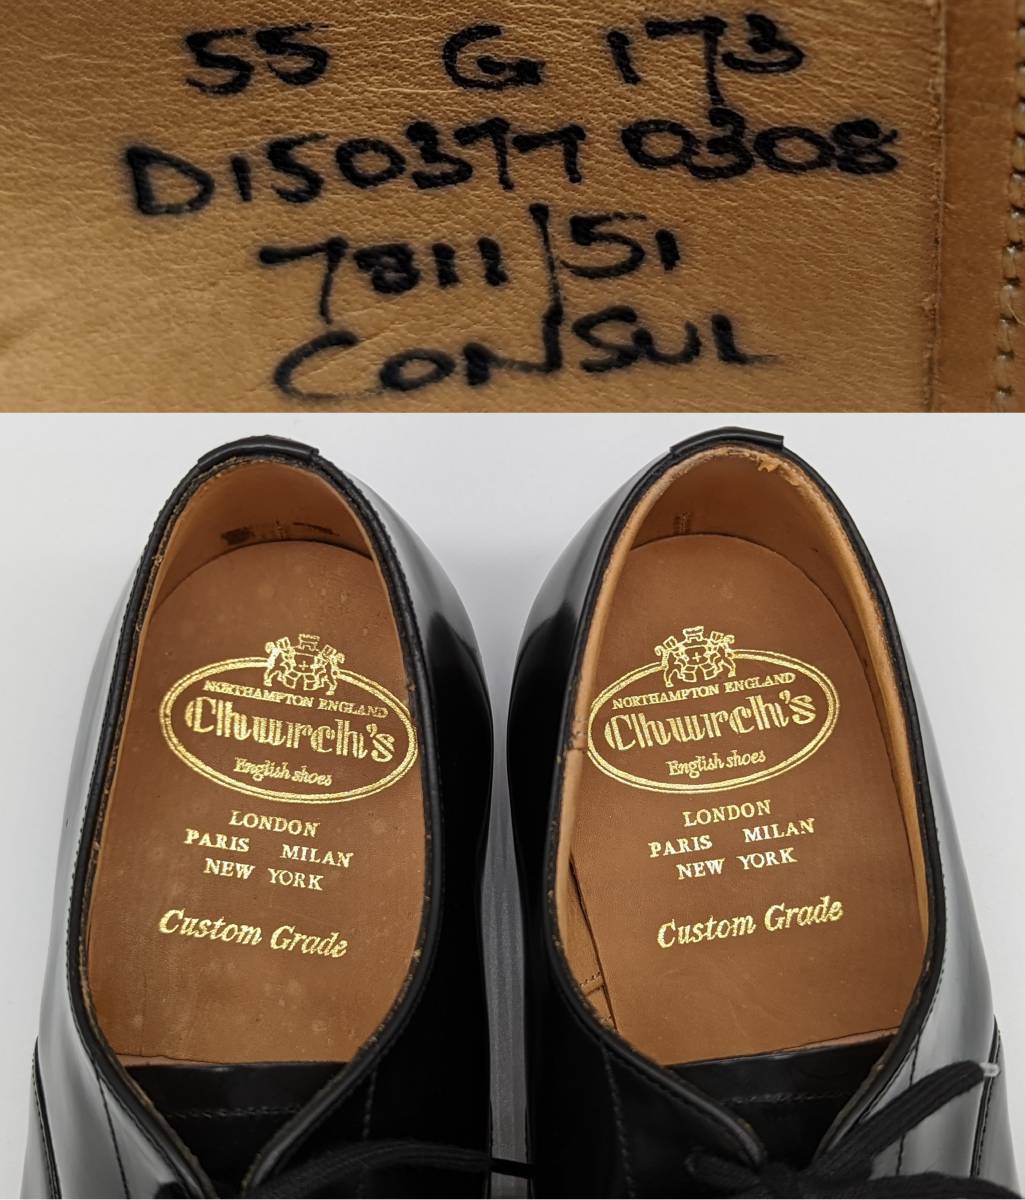 55 G 173
D150377 0308
7811/51
CONSUL
NORTHAMPTON ENGLAND
Church's
English shoes
LONDON
PARIS MILAN
NEW YORK
Custom Grade
NORTHAMPTON ENGLAND
Church's
English shoes
LONDON
PARIS MILAN
NEW YORK
Custom Grade